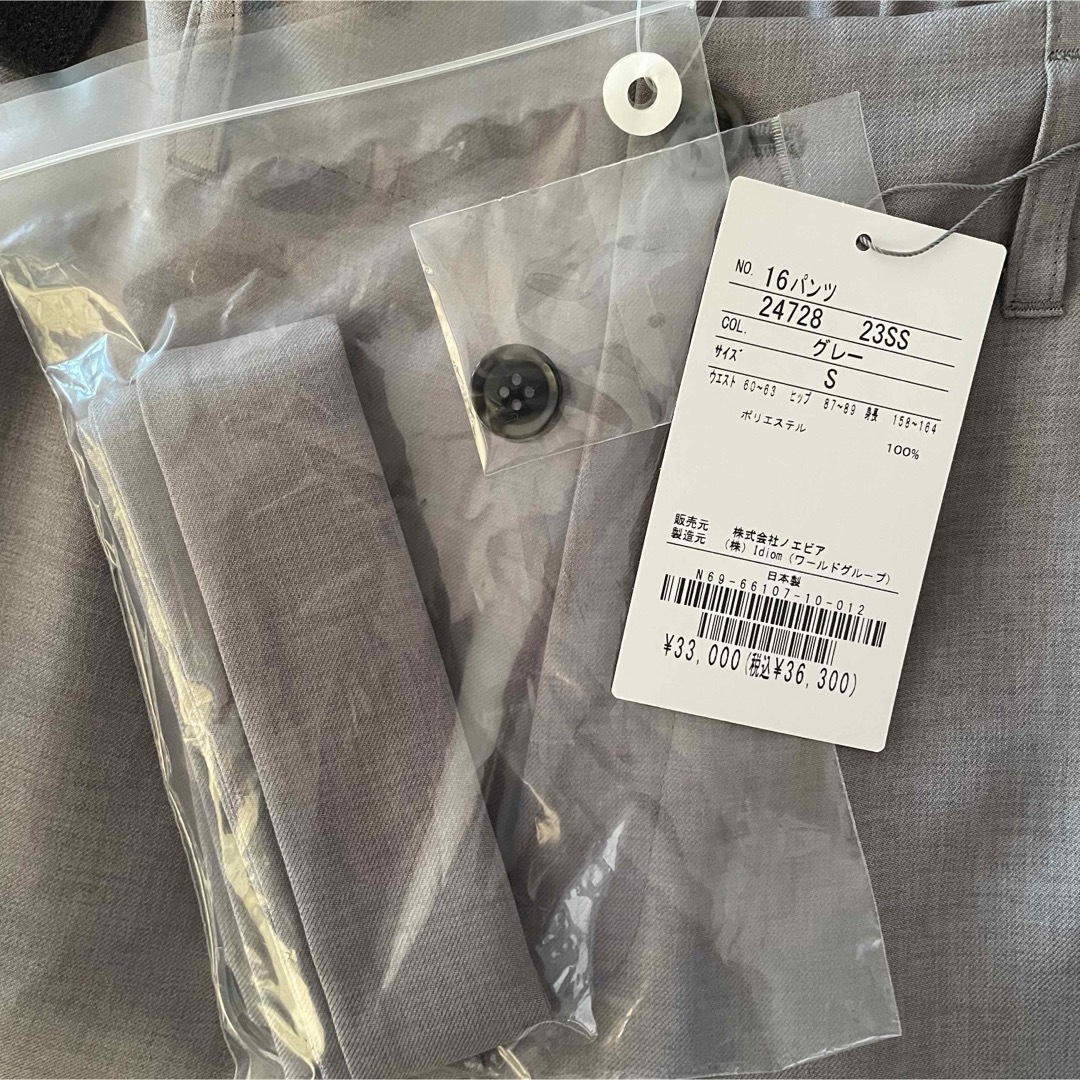 NO. 16パンツ
24728 23SS
COL. グレー
サイズ S
ウエスト 60~63 ヒップ 87~89 身長 158~164
ポリエステル
100%
販売元 株式会社ノエビア
製造元 (株)Idiom(ワールドグループ)
日本製
N69-66107-10-012
¥33,000(税込¥36,300)